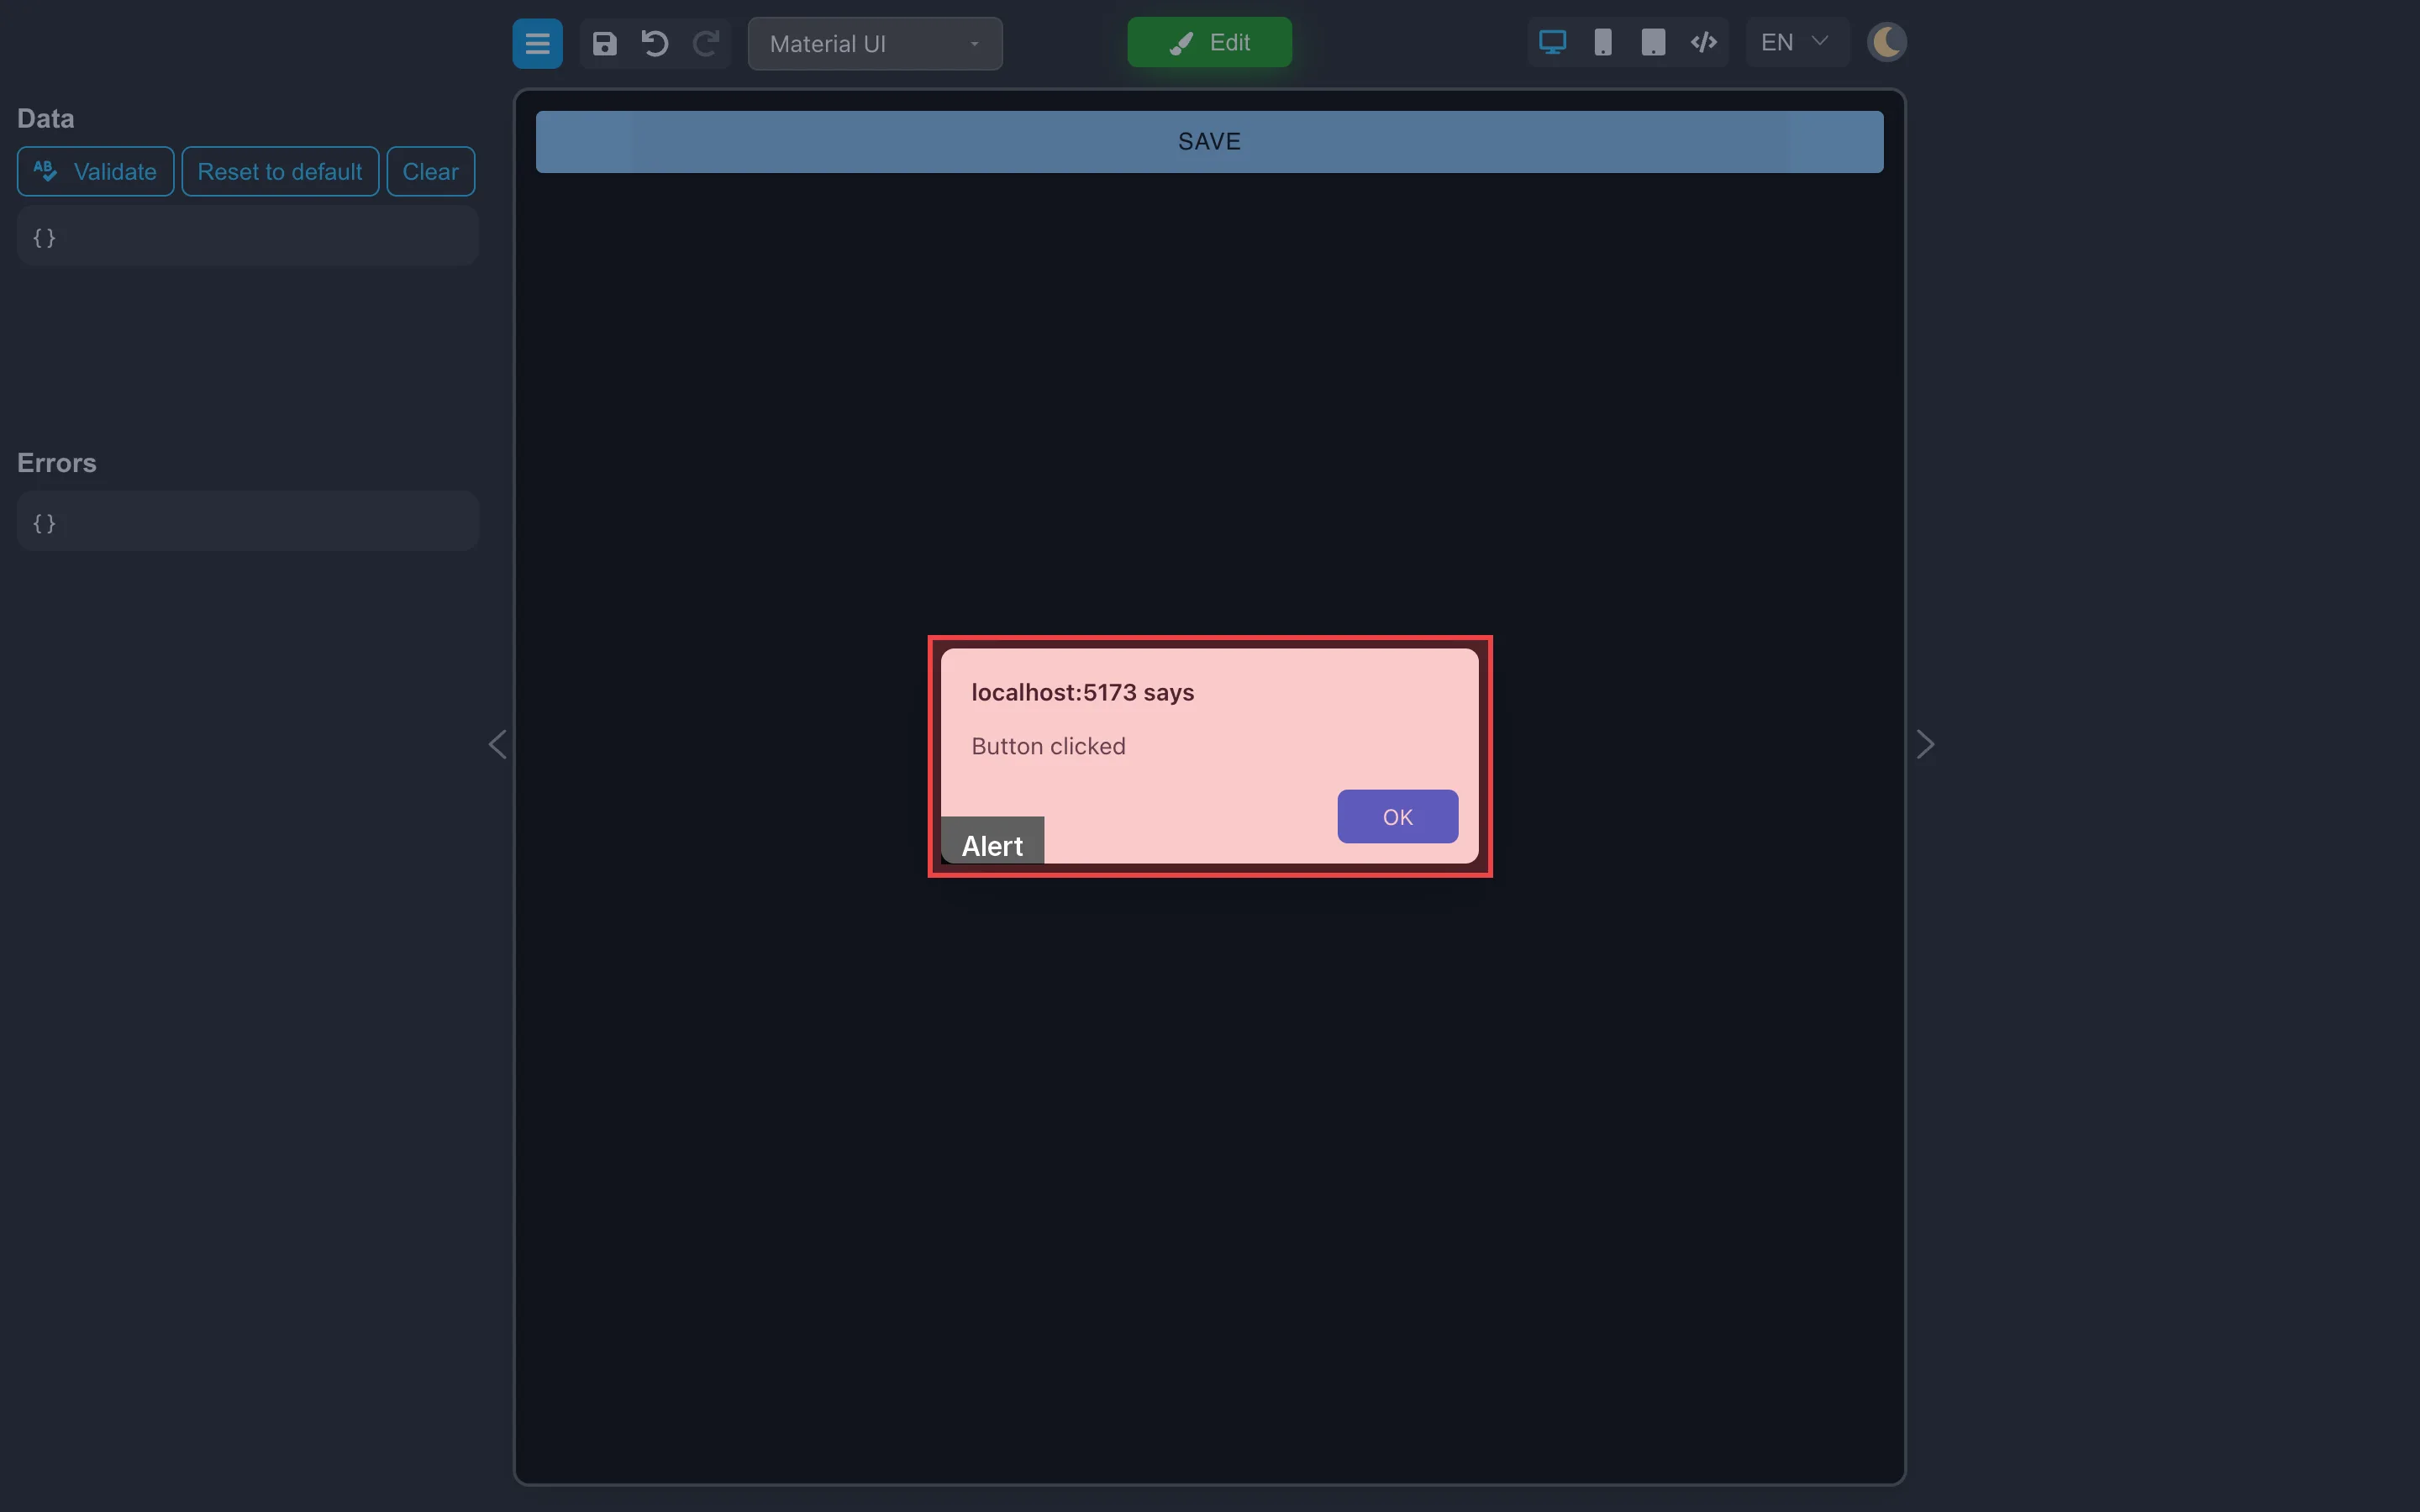 Material UI
Edit
EN
Data
AB Validate
Reset to default
Clear
{}
Errors
{}
SAVE
localhost:5173 says
Button clicked
OK
Alert